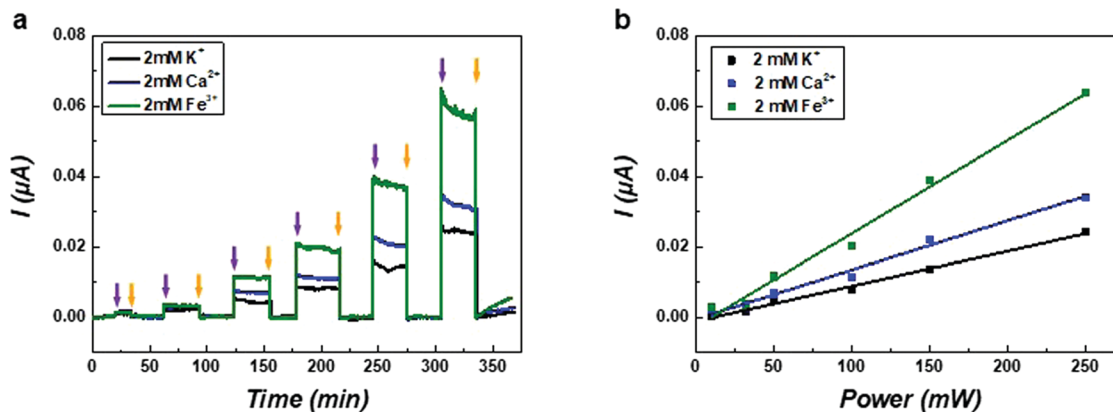 a
0.08
0.06
0.04
0.02
0.00
I (μA)
2mM K⁺
2mM Ca²⁺
2mM Fe³⁺
0 50 100 150 200 250 300 350
Time (min)
b
0.08
0.06
0.04
0.02
0.00
I (μA)
2 mM K⁺
2 mM Ca²⁺
2 mM Fe³⁺
0 50 100 150 200 250
Power (mW)